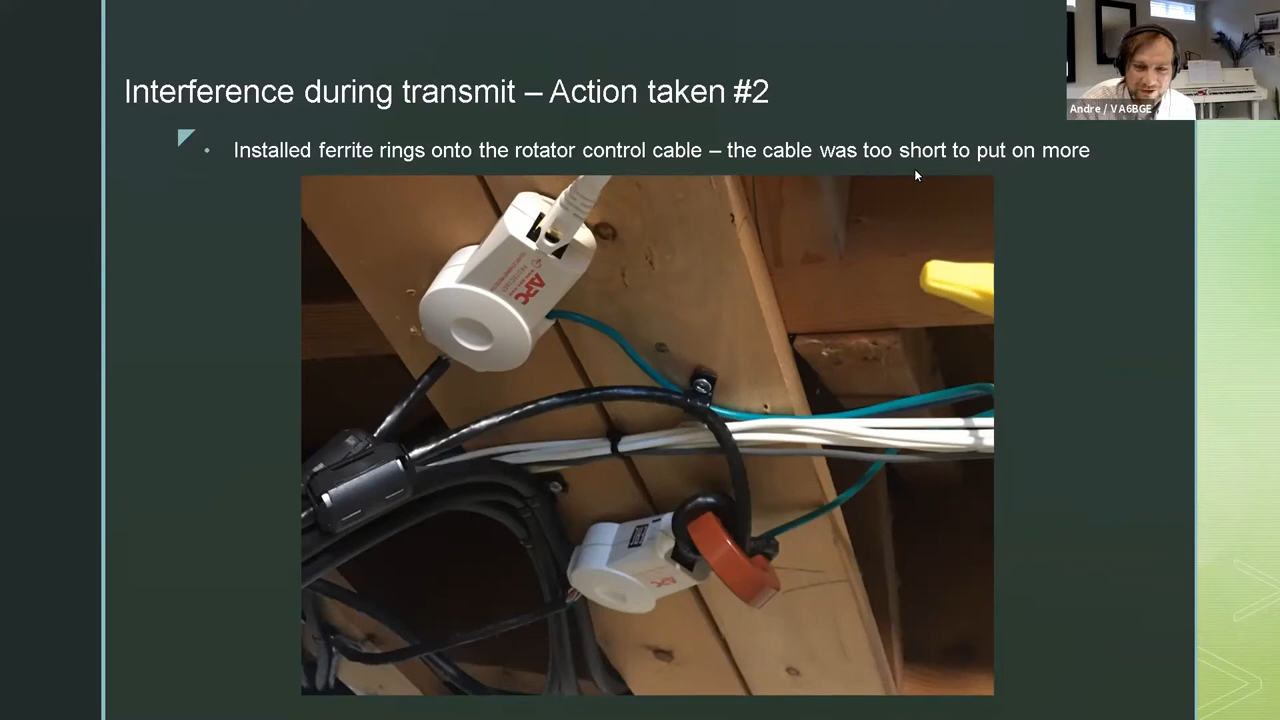 Interference during transmit – Action taken #2
Andre / VA6BGE
• Installed ferrite rings onto the rotator control cable – the cable was too short to put on more
APC
APC